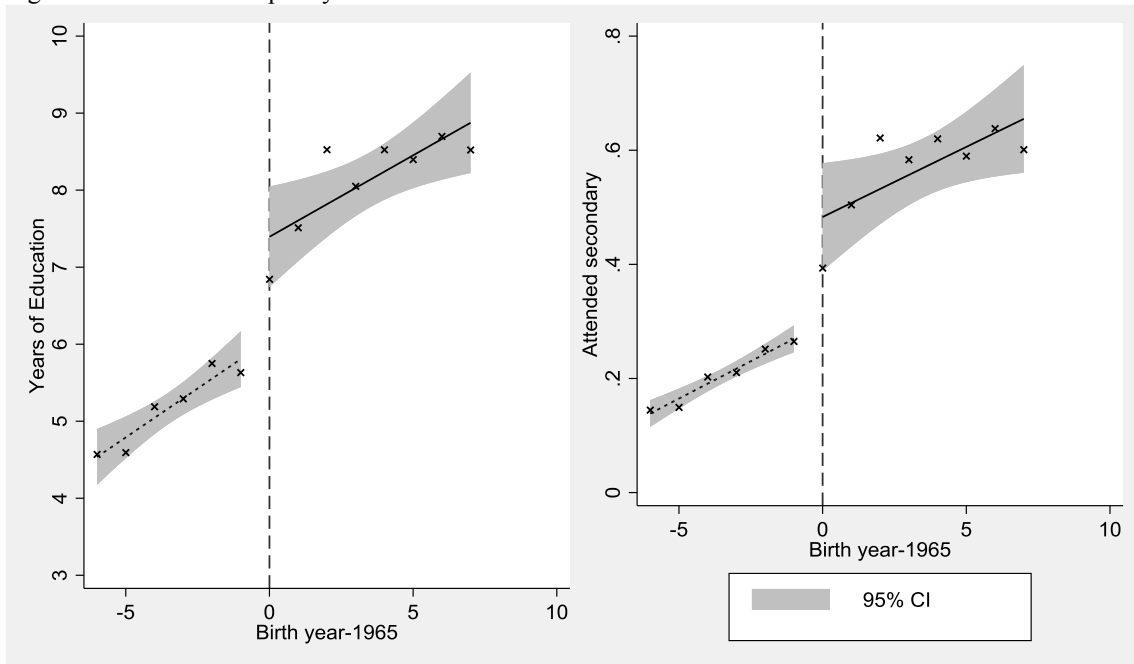 10
9
8
7
6
5
4
3
Years of Education
-5 0 5 10
Birth year-1965
.8
.6
.4
.2
0
Attended secondary
-5 0 5 10
Birth year-1965
95% CI